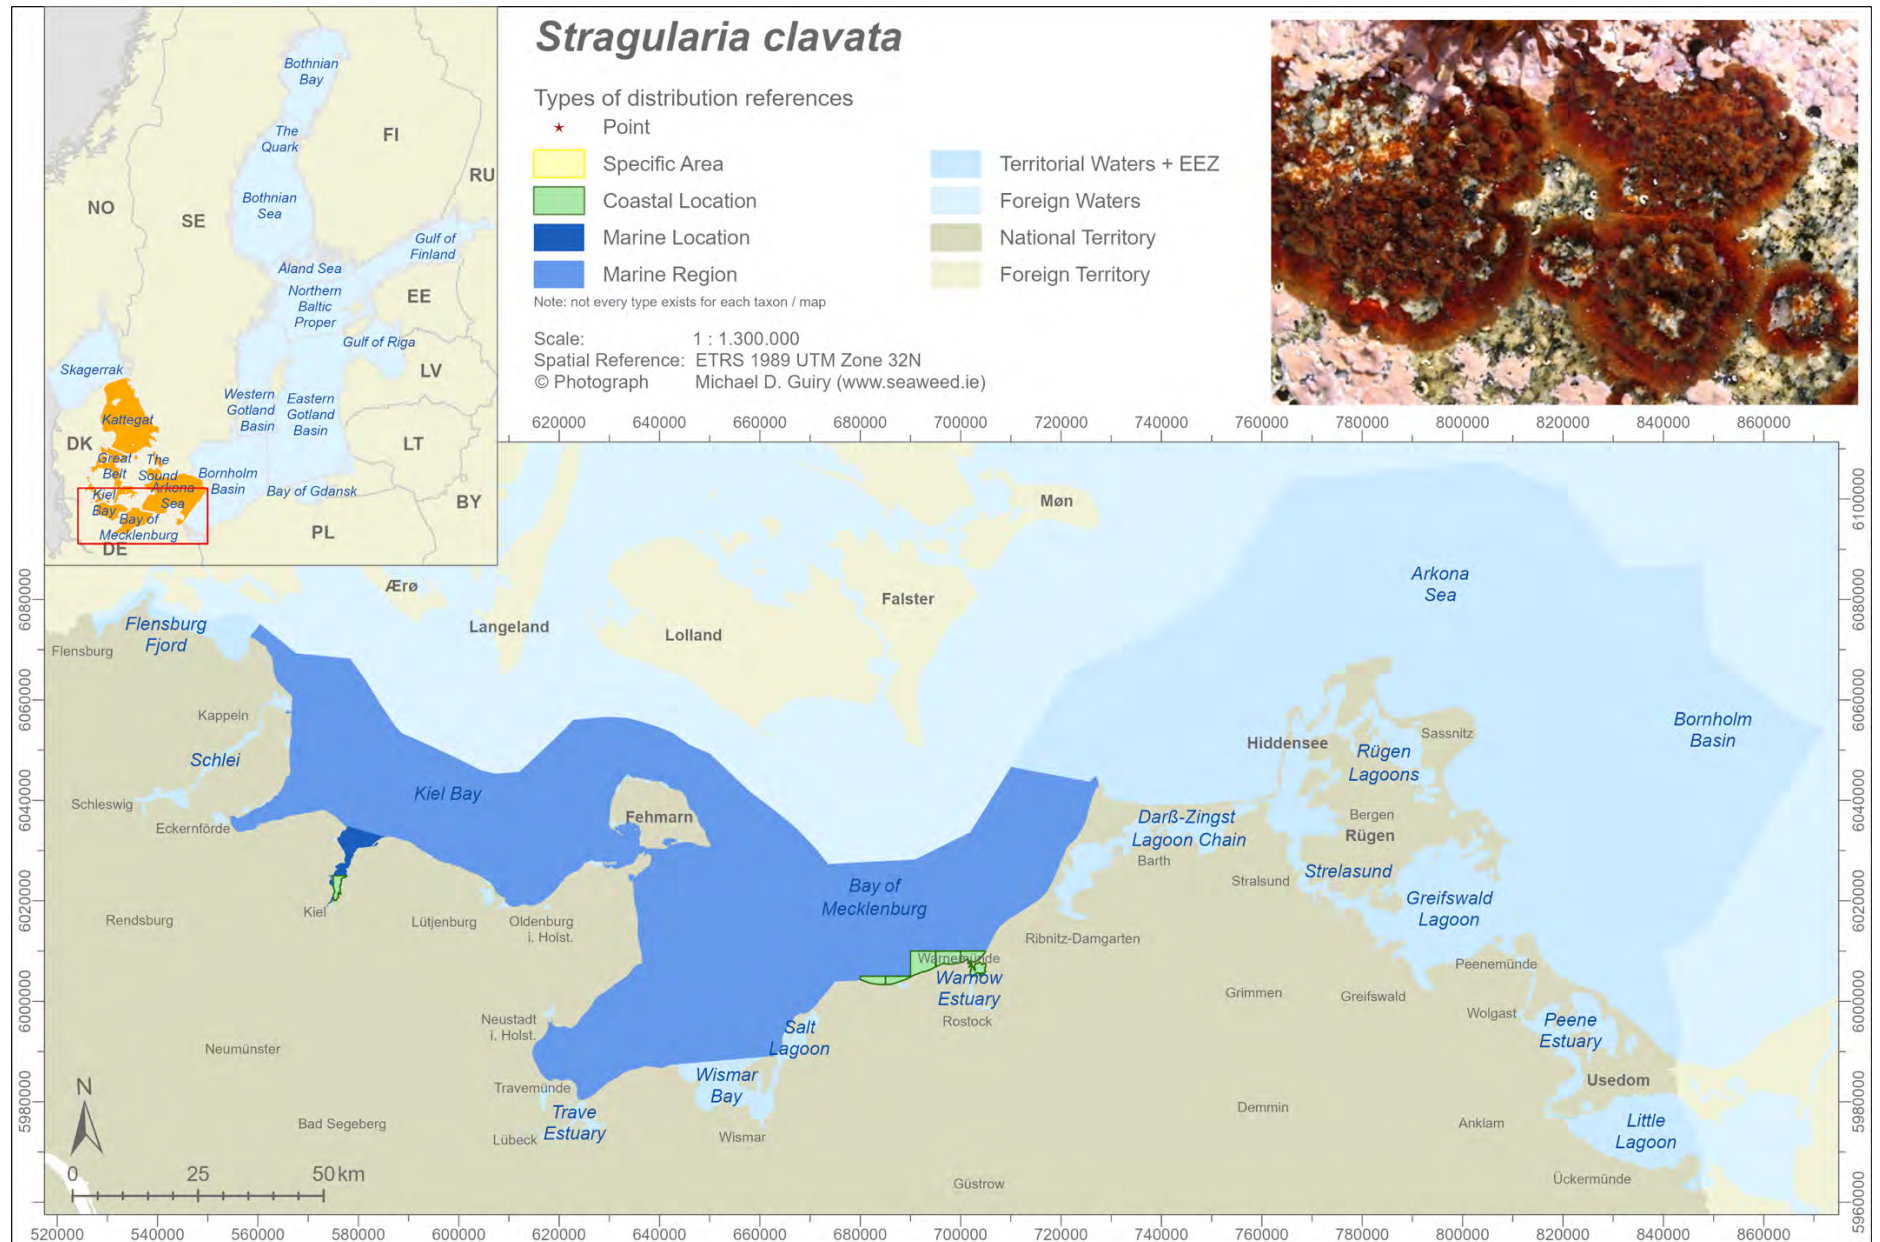 Stragularia clavata
Types of distribution references
Point
Specific Area
Coastal Location
Marine Location
Marine Region
Territorial Waters + EEZ
Foreign Waters
National Territory
Foreign Territory
Note: not every type exists for each taxon / map
Scale: 1 : 1.300.000
Spatial Reference: ETRS 1989 UTM Zone 32N
© Photograph Michael D. Guiry (www.seaweed.ie)
Bothnian
Bay
The
Quark
FI
RU
NO
SE
Bothnian
Sea
Gulf of
Finland
Åland Sea
Northern
Baltic
Proper
EE
Gulf of Riga
Skagerrak
LV
Western
Gotland
Basin
Eastern
Gotland
Basin
Kattegat
DK
LT
Great
Belt
The
Sound
Bornholm
Basin
Arkona
Sea
Bay of Gdansk
Kiel
Bay
BY
Bay of
Mecklenburg
PL
DE
620000 640000 660000 680000 700000 720000 740000 760000 780000 800000 820000 840000 860000
6100000
6080000
6060000
6040000
6020000
6000000
5980000
5960000
6080000
6060000
6040000
6020000
6000000
5980000
Møn
Ærø
Langeland
Lolland
Falster
Arkona
Sea
Flensburg
Fjord
Flensburg
Kappeln
Schlei
Schleswig
Eckernförde
Kiel Bay
Fehmarn
Hiddensee
Sassnitz
Rügen
Lagoons
Bornholm
Basin
Bergen
Rügen
Darß-Zingst
Lagoon Chain
Barth
Strelasund
Stralsund
Greifswald
Lagoon
Bay of
Mecklenburg
Kiel
Rendsburg
Lütjenburg
Oldenburg
i. Holst.
Ribnitz-Damgarten
Warnemünde
Warnow
Estuary
Rostock
Peenemünde
Grimmen
Greifswald
Wolgast
Peene
Estuary
Neustadt
i. Holst.
Salt
Lagoon
Neumünster
Wismar
Bay
Usedom
Travemünde
Trave
Estuary
Demmin
Anklam
Little
Lagoon
Bad Segeberg
Lübeck
Wismar
Güstrow
Ückermünde
N
0 25 50 km
520000 540000 560000 580000 600000 620000 640000 660000 680000 700000 720000 740000 760000 780000 800000 820000 840000 860000